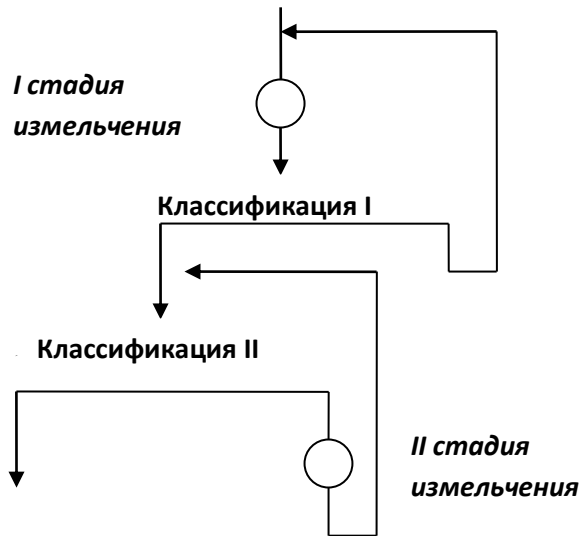 I стадия
измельчения
Классификация I
Классификация II
II стадия
измельчения